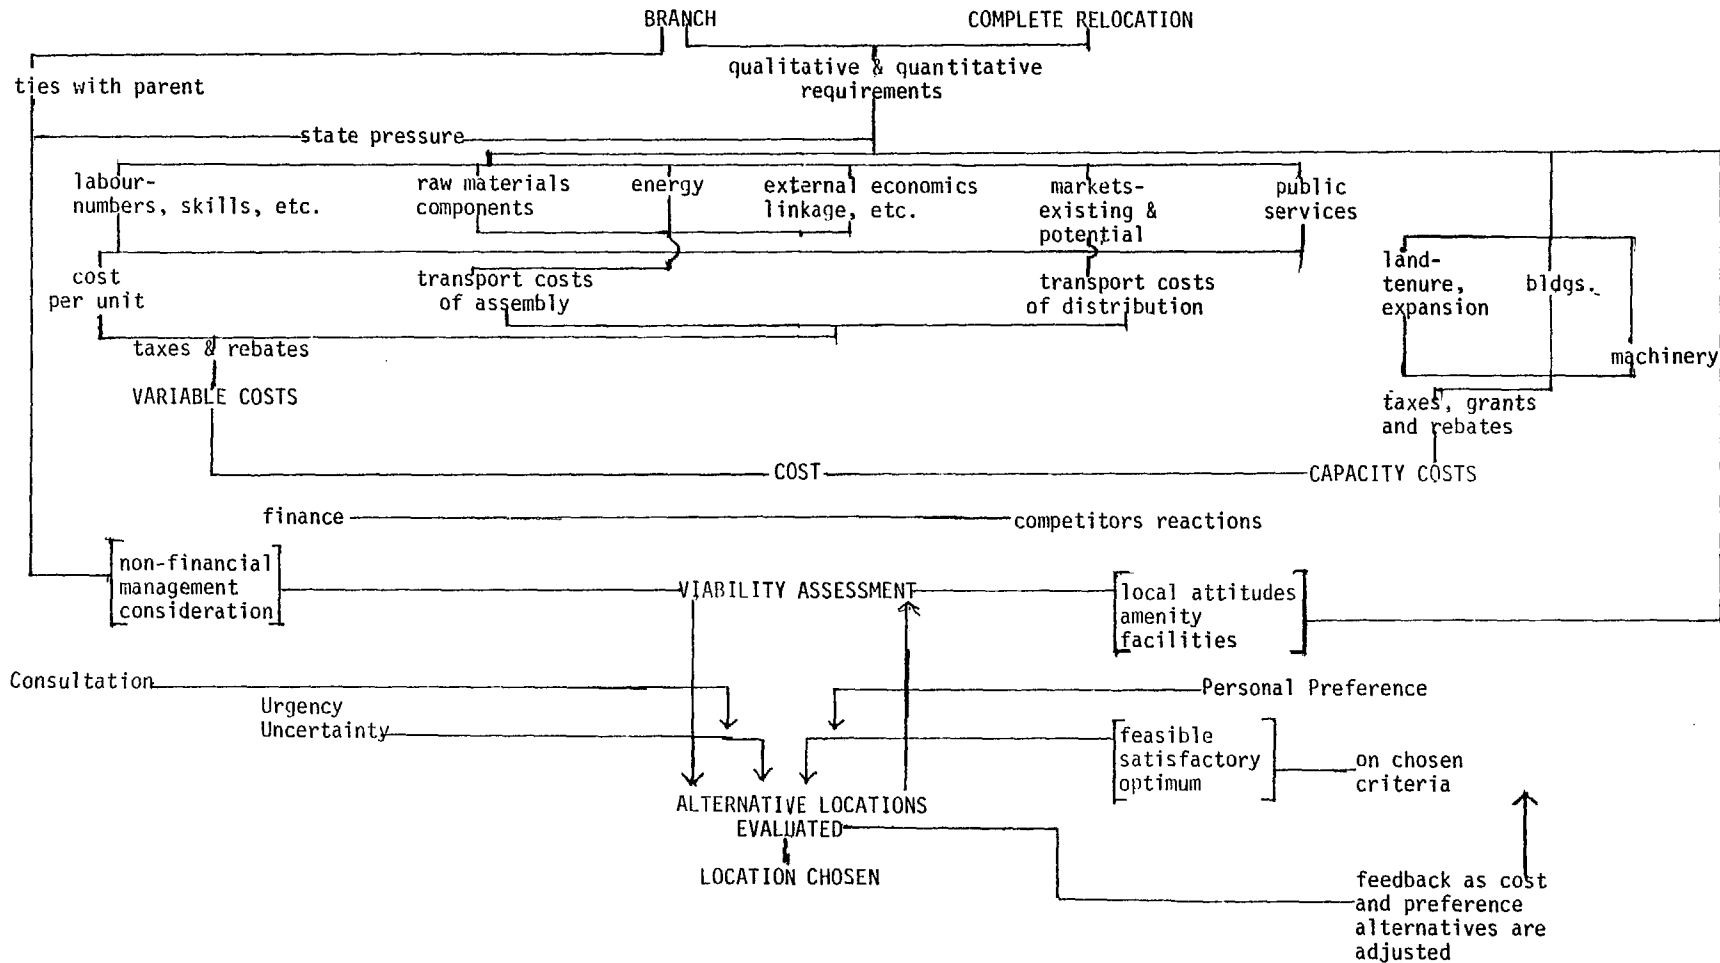 BRANCH
COMPLETE RELOCATION
ties with parent
qualitative & quantitative
requirements
state pressure
labour-
numbers, skills, etc.
raw materials
components
energy
external economics
linkage, etc.
markets-
existing &
potential
public
services
cost
per unit
transport costs
of assembly
transport costs
of distribution
land-
tenure,
expansion
bldgs.
machinery
taxes & rebates
VARIABLE COSTS
taxes, grants
and rebates
COST
CAPACITY COSTS
finance
competitors reactions
non-financial
management
consideration
VIABILITY ASSESSMENT
local attitudes
amenity
facilities
Consultation
Personal Preference
Urgency
Uncertainty
feasible
satisfactory
optimum
on chosen
criteria
ALTERNATIVE LOCATIONS
EVALUATED
LOCATION CHOSEN
feedback as cost
and preference
alternatives are
adjusted